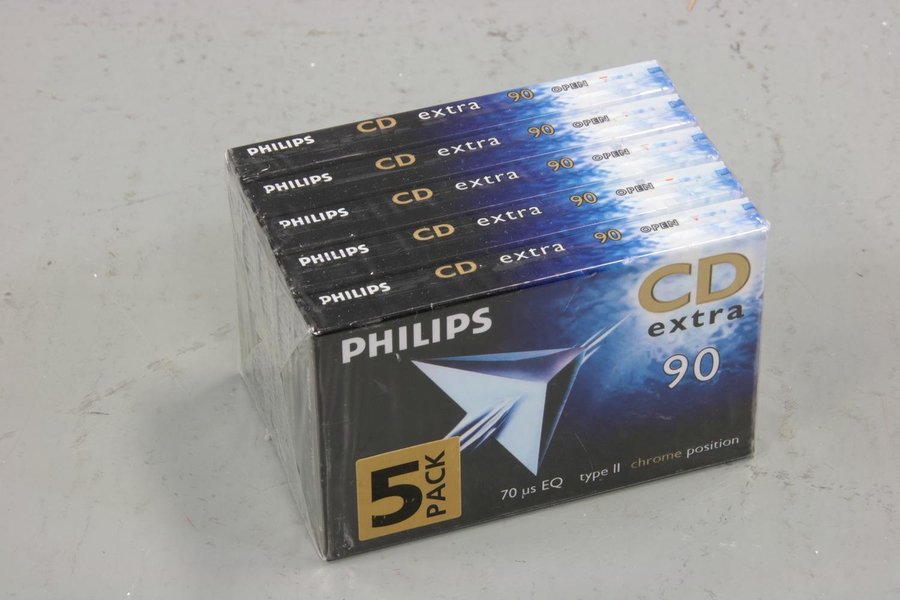 PHILIPS CD extra 90 OPEN
PHILIPS CD extra 90 OPEN
PHILIPS CD extra 90 OPEN
PHILIPS CD extra 90 OPEN
PHILIPS CD extra 90 OPEN
PHILIPS
CD
extra
90
5
PACK
70 µs EQ type II chrome position